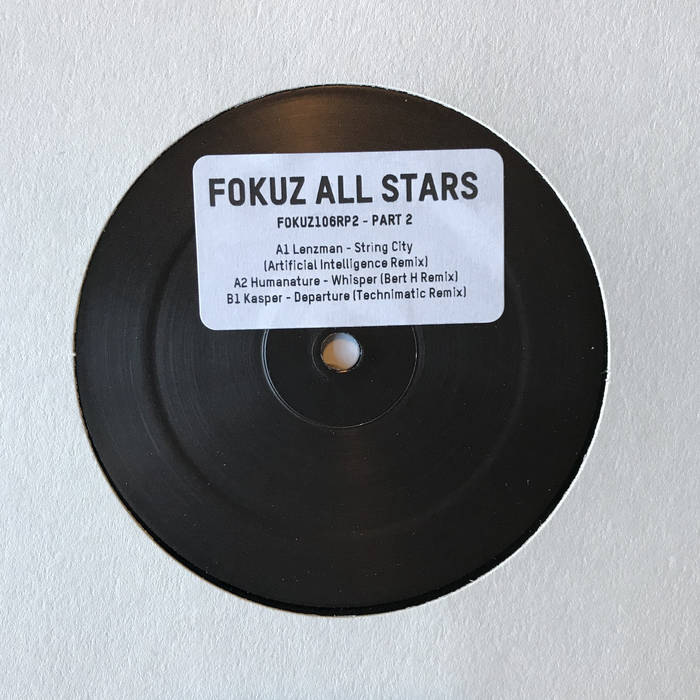 FOKUZ ALL STARS
FOKUZ106RP2 - PART 2
A1 Lenzman - String City
(Artificial Intelligence Remix)
A2 Humanature - Whisper (Bert H Remix)
B1 Kasper - Departure (Technimatic Remix)